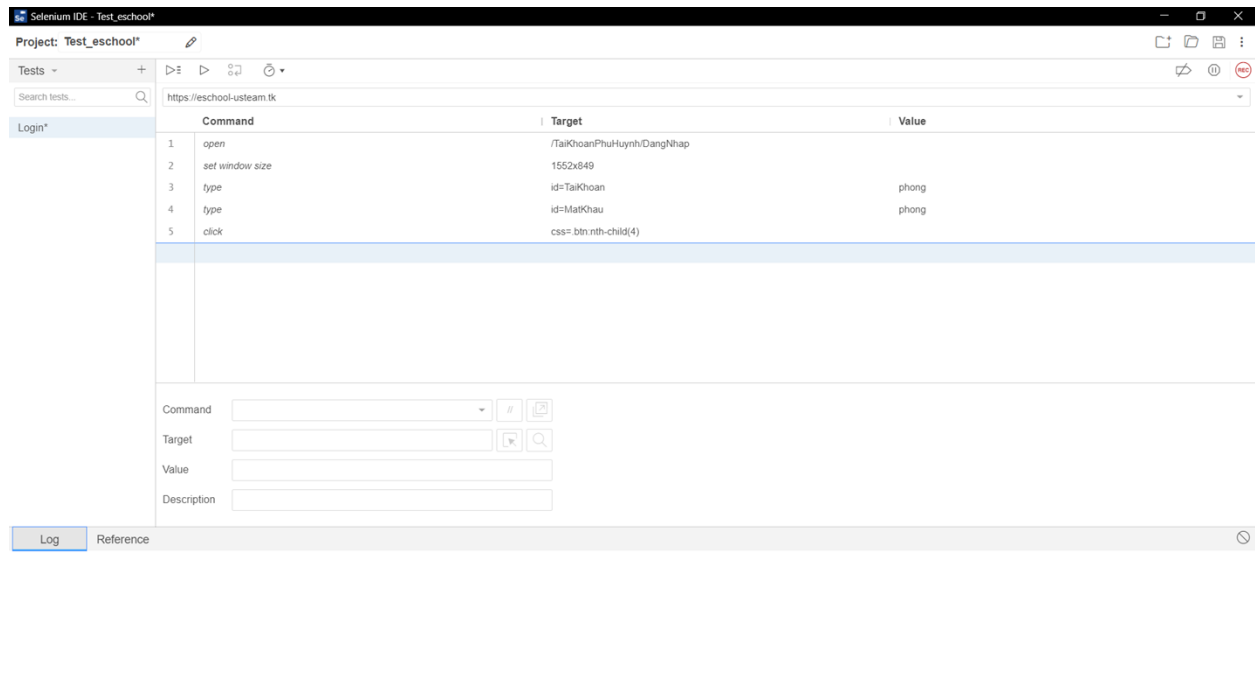 Se Selenium IDE - Test_eschool*
Project: Test_eschool*
Tests +
REC
Search tests...
https://eschool-usteam.tk
Login*
Command Target Value
1 open /TaiKhoanPhuHuynh/DangNhap
2 set window size 1552x849
3 type id=TaiKhoan phong
4 type id=MatKhau phong
5 click css=.btn:nth-child(4)
Command //
Target
Value
Description
Log Reference